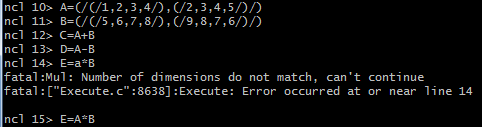 ncl 10> A=(/(/1,2,3,4/),(/2,3,4,5/)/)
ncl 11> B=(/(/5,6,7,8/),(/9,8,7,6/)/)
ncl 12> C=A+B
ncl 13> D=A-B
ncl 14> E=a*B
fatal:Mul: Number of dimensions do not match, can't continue
fatal:["Execute.c":8638]:Execute: Error occurred at or near line 14
ncl 15> E=A*B